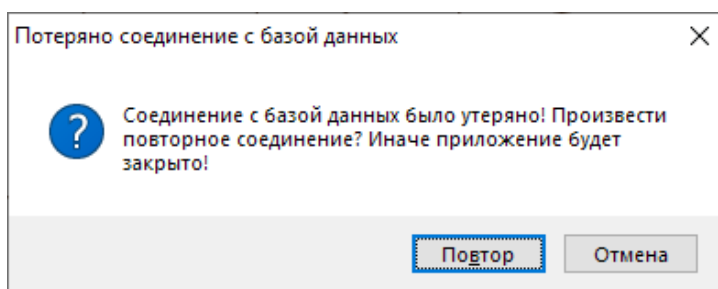 Потеряно соединение с базой данных
Соединение с базой данных было утеряно! Произвести
повторное соединение? Иначе приложение будет
закрыто!
Повтор
Отмена